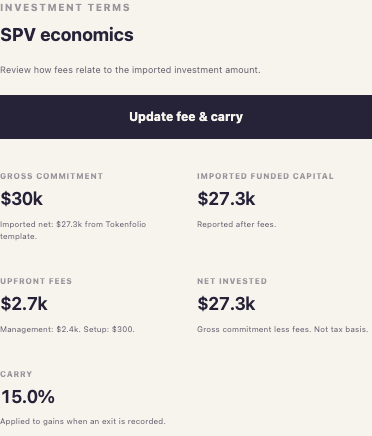 INVESTMENT TERMS
SPV economics
Review how fees relate to the imported investment amount.
Update fee & carry
GROSS COMMITMENT
$30k
Imported net: $27.3k from Tokenfolio
template.
IMPORTED FUNDED CAPITAL
$27.3k
Reported after fees.
UPFRONT FEES
$2.7k
Management: $2.4k. Setup: $300.
NET INVESTED
$27.3k
Gross commitment less fees. Not tax basis.
CARRY
15.0%
Applied to gains when an exit is recorded.